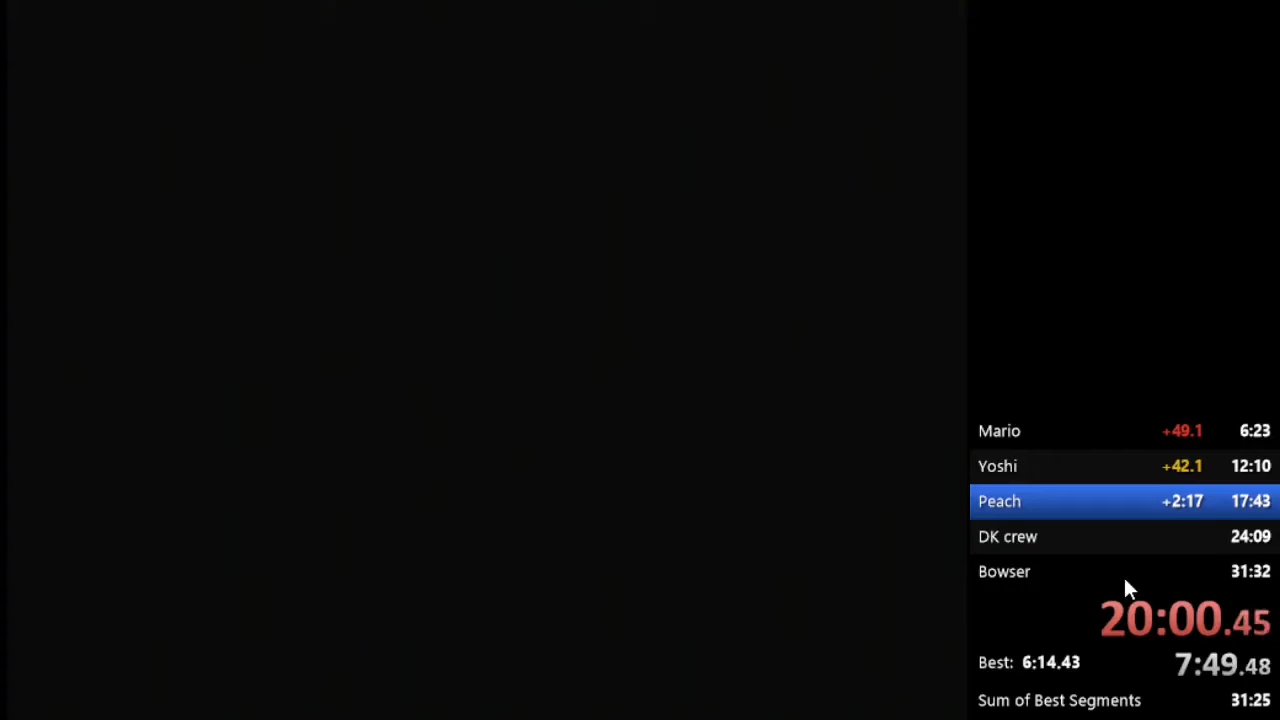 Mario +49.1 6:23
Yoshi +42.1 12:10
Peach +2:17 17:43
DK crew 24:09
Bowser 31:32
20:00.45
Best: 6:14.43 7:49.48
Sum of Best Segments 31:25